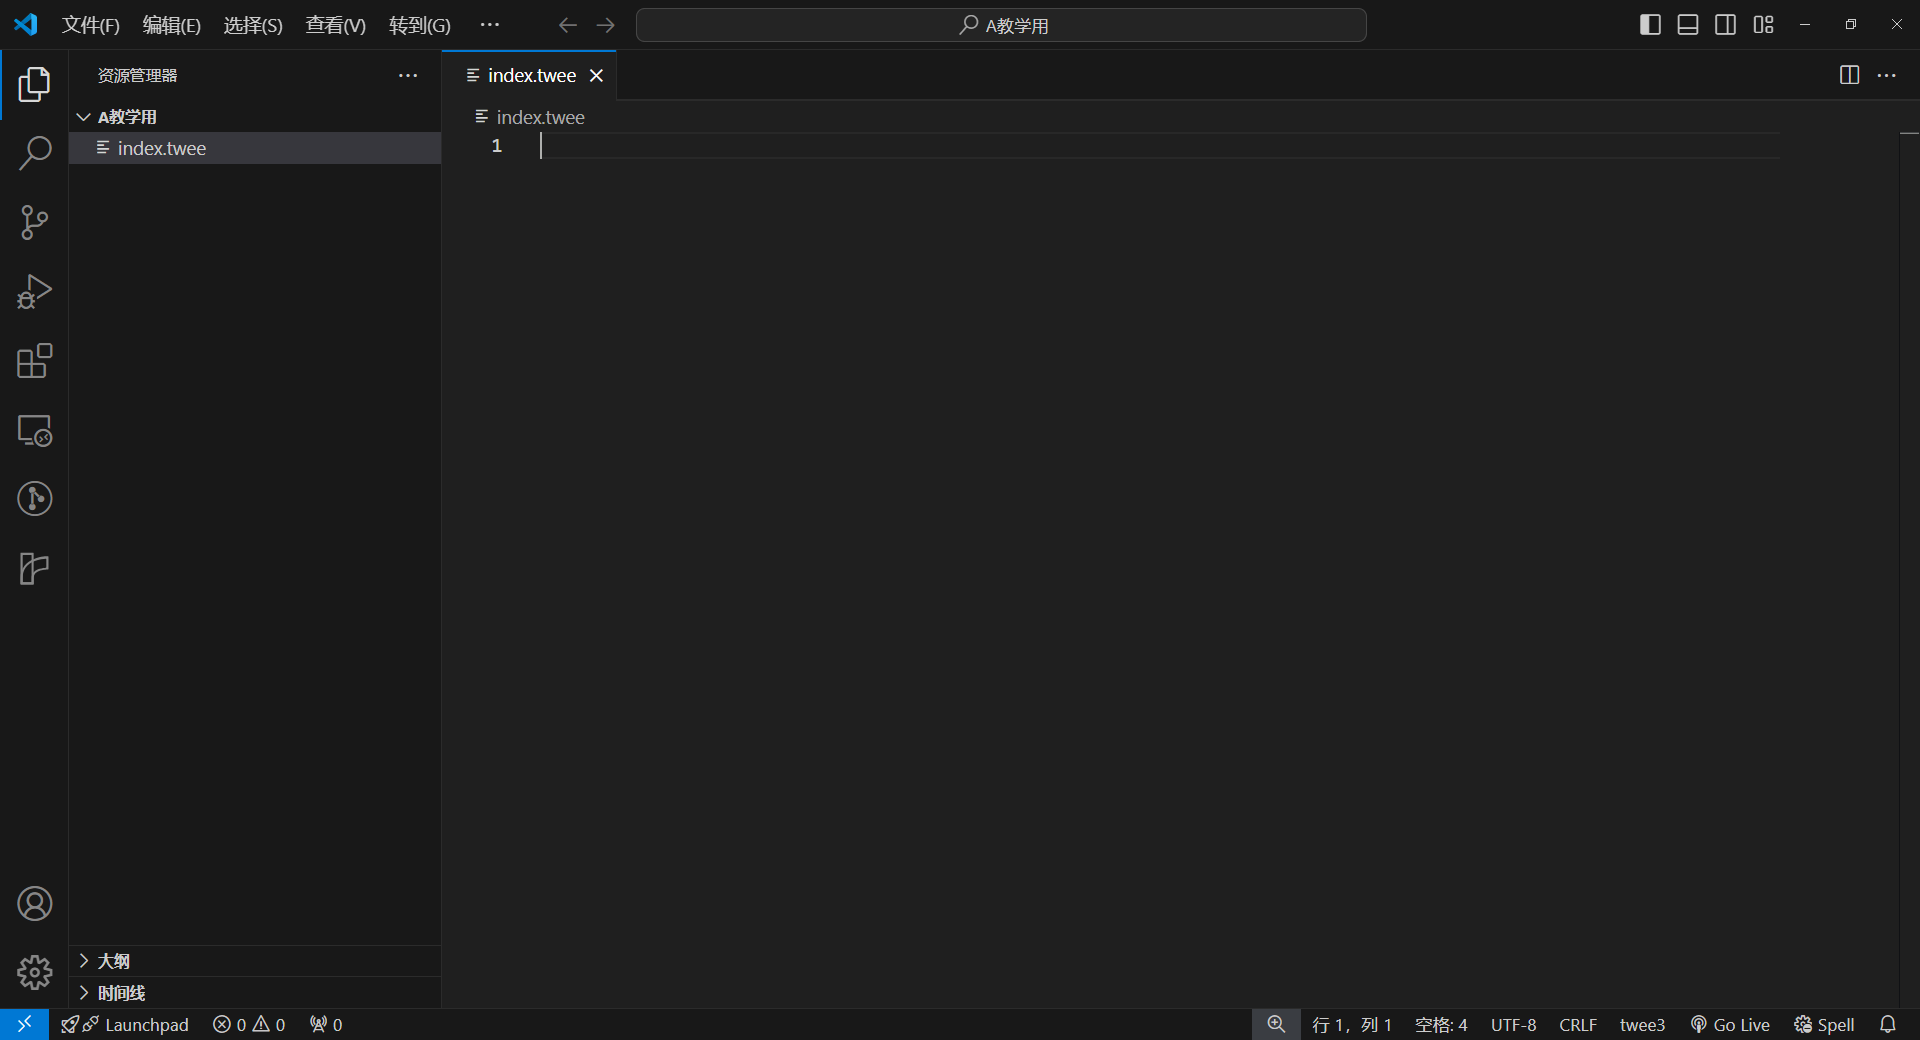 文件(F) 编辑(E) 选择(S) 查看(V) 转到(G) ··· A教学用
资源管理器 ···
A教学用
index.twee
index.twee
index.twee
1
大纲
时间线
Launchpad 0 0 0 行 1，列 1 空格: 4 UTF-8 CRLF twee3 Go Live Spell